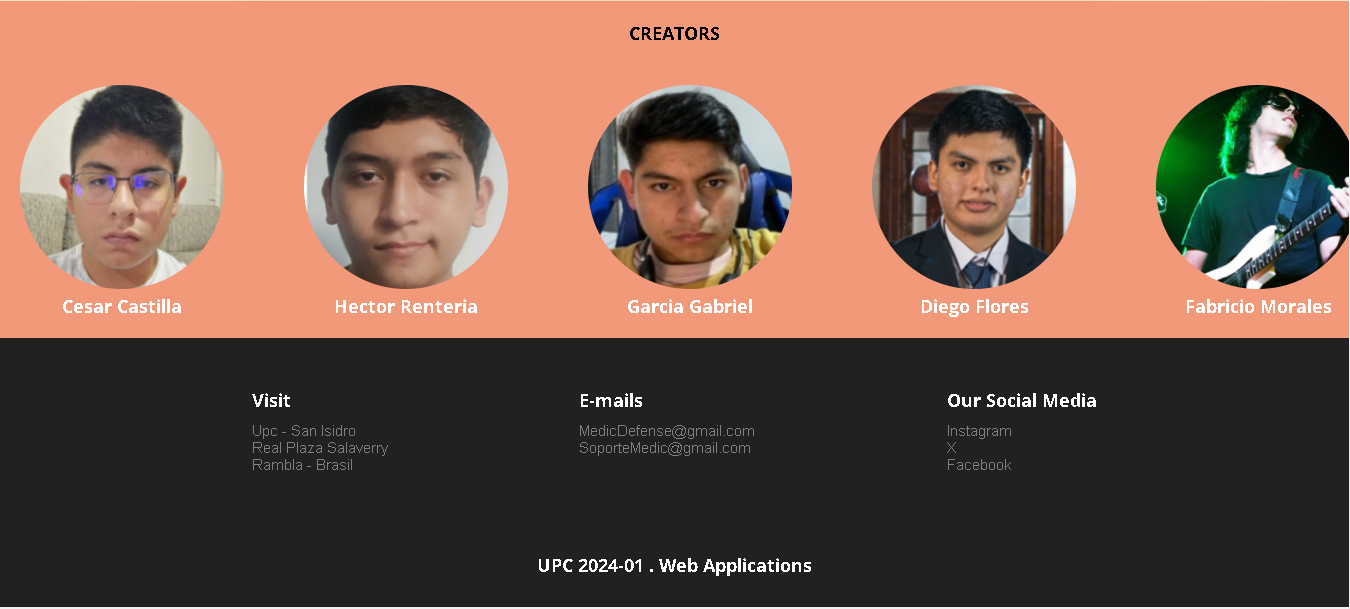 CREATORS
Cesar Castilla
Hector Renteria
Garcia Gabriel
Diego Flores
Fabricio Morales
Visit
Upc - San Isidro
Real Plaza Salaverry
Rambla - Brasil
E-mails
MedicDefense@gmail.com
SoporteMedic@gmail.com
Our Social Media
Instagram
X
Facebook
UPC 2024-01 . Web Applications